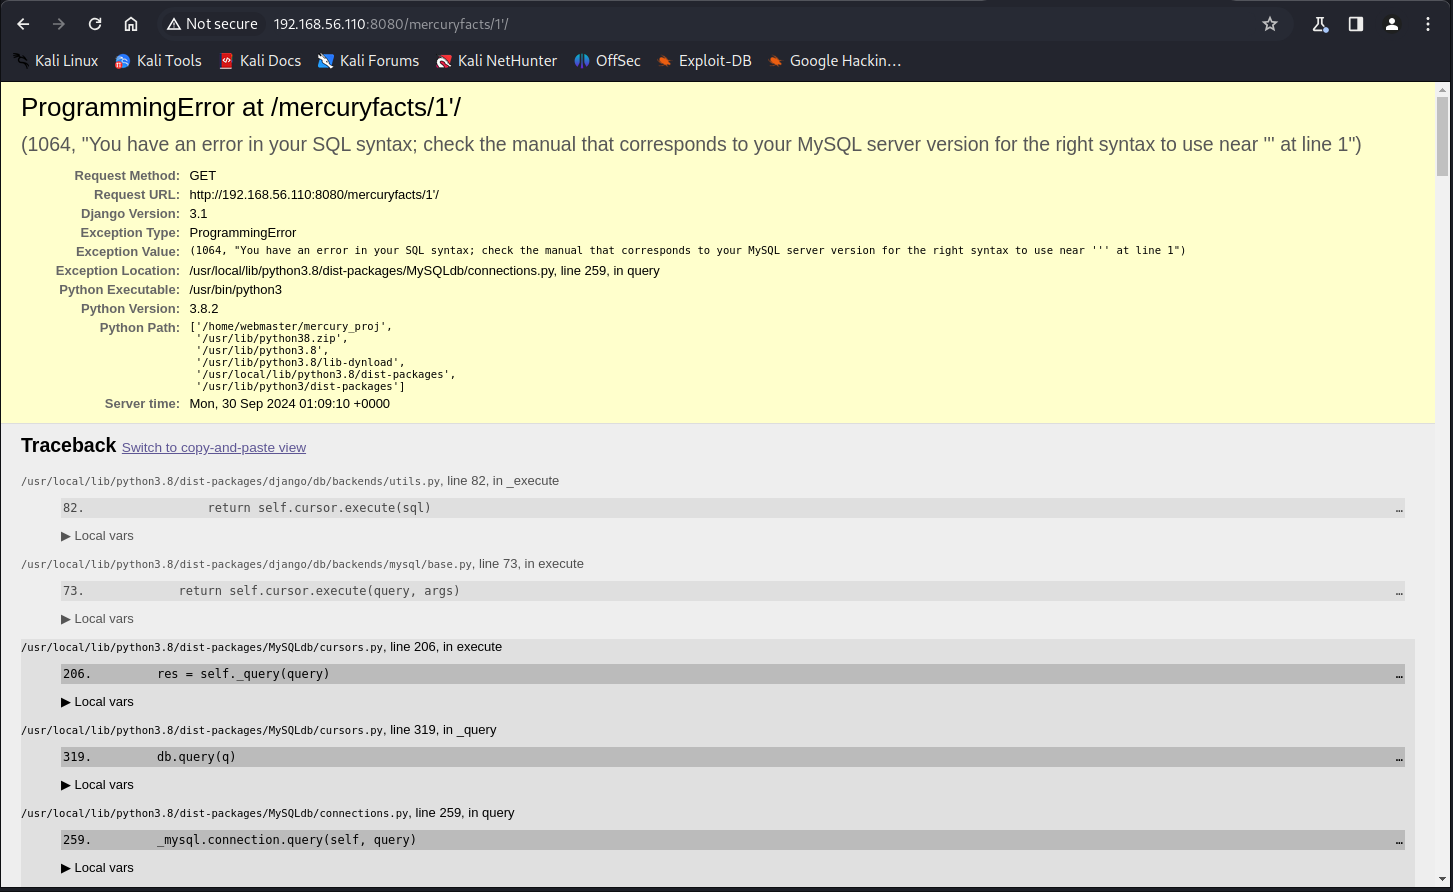 Not secure 192.168.56.110:8080/mercuryfacts/1'/
Kali Linux Kali Tools Kali Docs Kali Forums Kali NetHunter OffSec Exploit-DB Google Hackin…
ProgrammingError at /mercuryfacts/1'/
(1064, "You have an error in your SQL syntax; check the manual that corresponds to your MySQL server version for the right syntax to use near ''' at line 1")
Request Method: GET
Request URL: http://192.168.56.110:8080/mercuryfacts/1'/
Django Version: 3.1
Exception Type: ProgrammingError
Exception Value: (1064, "You have an error in your SQL syntax; check the manual that corresponds to your MySQL server version for the right syntax to use near ''' at line 1")
Exception Location: /usr/local/lib/python3.8/dist-packages/MySQLdb/connections.py, line 259, in query
Python Executable: /usr/bin/python3
Python Version: 3.8.2
Python Path: ['/home/webmaster/mercury_proj',
'/usr/lib/python38.zip',
'/usr/lib/python3.8',
'/usr/lib/python3.8/lib-dynload',
'/usr/local/lib/python3.8/dist-packages',
'/usr/lib/python3/dist-packages']
Server time: Mon, 30 Sep 2024 01:09:10 +0000
Traceback Switch to copy-and-paste view
/usr/local/lib/python3.8/dist-packages/django/db/backends/utils.py, line 82, in _execute
82. return self.cursor.execute(sql) …
▶ Local vars
/usr/local/lib/python3.8/dist-packages/django/db/backends/mysql/base.py, line 73, in execute
73. return self.cursor.execute(query, args) …
▶ Local vars
/usr/local/lib/python3.8/dist-packages/MySQLdb/cursors.py, line 206, in execute
206. res = self._query(query) …
▶ Local vars
/usr/local/lib/python3.8/dist-packages/MySQLdb/cursors.py, line 319, in _query
319. db.query(q) …
▶ Local vars
/usr/local/lib/python3.8/dist-packages/MySQLdb/connections.py, line 259, in query
259. _mysql.connection.query(self, query) …
▶ Local vars